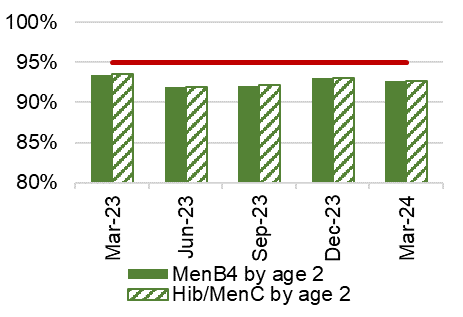 100%
95%
90%
85%
80%
Mar-23
Jun-23
Sep-23
Dec-23
Mar-24
MenB4 by age 2
Hib/MenC by age 2